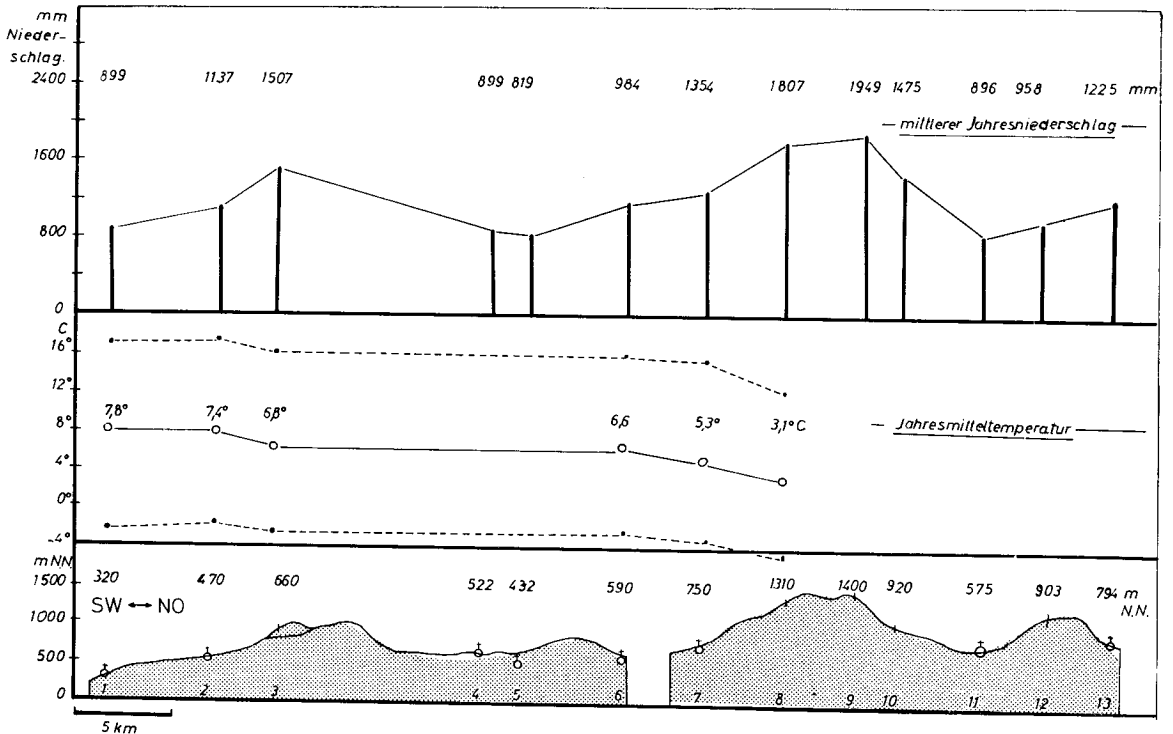 mm
Nieder-
schlag.
2400
1600
800
0
899 1137 1507 899 819 984 1354 1807 1949 1475 896 958 1225 mm
— mittlerer Jahresniederschlag —
C
16°
12°
8°
4°
0°
-4°
7,8° 7,4° 6,8° 6,6 5,3° 3,1°C
— Jahresmitteltemperatur —
m NN.
1500
1000
500
0
320 470 660 522 432 590 750 1310 1400 920 575 903 794 m
N.N.
SW ↔ NO
1 2 3 4 5 6 7 8 9 10 11 12 13
5 km